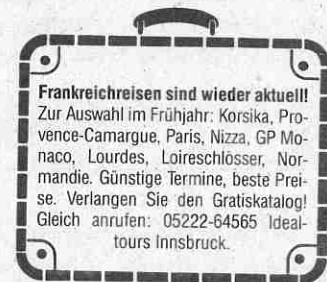 Frankreichreisen sind wieder aktuell!
Zur Auswahl im Frühjahr: Korsika, Pro-
vence-Camargue, Paris, Nizza, GP Mo-
naco, Lourdes, Loireschlösser, Nor-
mandie. Günstige Termine, beste Prei-
se. Verlangen Sie den Gratiskatalog!
Gleich anrufen: 05222-64565 Ideal-
tours Innsbruck.